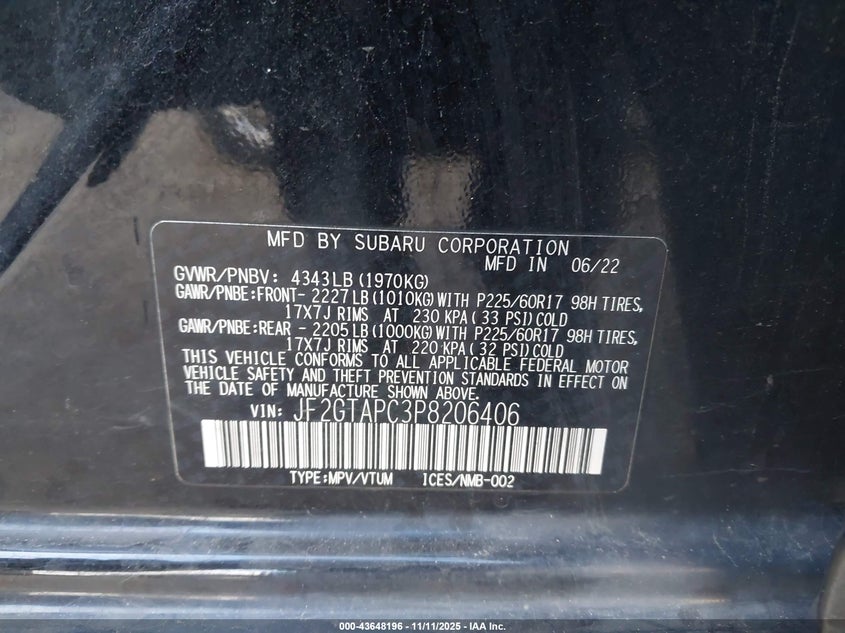 MFD BY SUBARU CORPORATION
MFD IN 06/22
GVWR/PNBV: 4343LB (1970KG)
GAWR/PNBE:FRONT- 2227LB (1010KG) WITH P225/60R17 98H TIRES,
17X7J RIMS AT 230 KPA( 33 PSI)COLD
GAWR/PNBE:REAR - 2205LB (1000KG) WITH P225/60R17 98H TIRES,
17X7J RIMS AT 220 KPA( 32 PSI)COLD
THIS VEHICLE CONFORMS TO ALL APPLICABLE FEDERAL MOTOR
VEHICLE SAFETY AND THEFT PREVENTION STANDARDS IN EFFECT ON
THE DATE OF MANUFACTURE SHOWN ABOVE.
VIN: JF2GTAPC3P8206406
TYPE:MPV/VTUM ICES/NMB-002
000-43648196 - 11/11/2025 - IAA Inc.